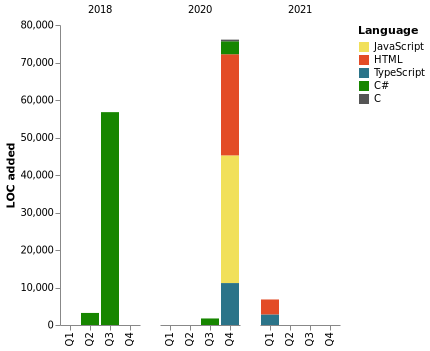 2018 2020 2021
Language
JavaScript
HTML
TypeScript
C#
C
LOC added
80,000
70,000
60,000
50,000
40,000
30,000
20,000
10,000
0
Q1 Q2 Q3 Q4 Q1 Q2 Q3 Q4 Q1 Q2 Q3 Q4